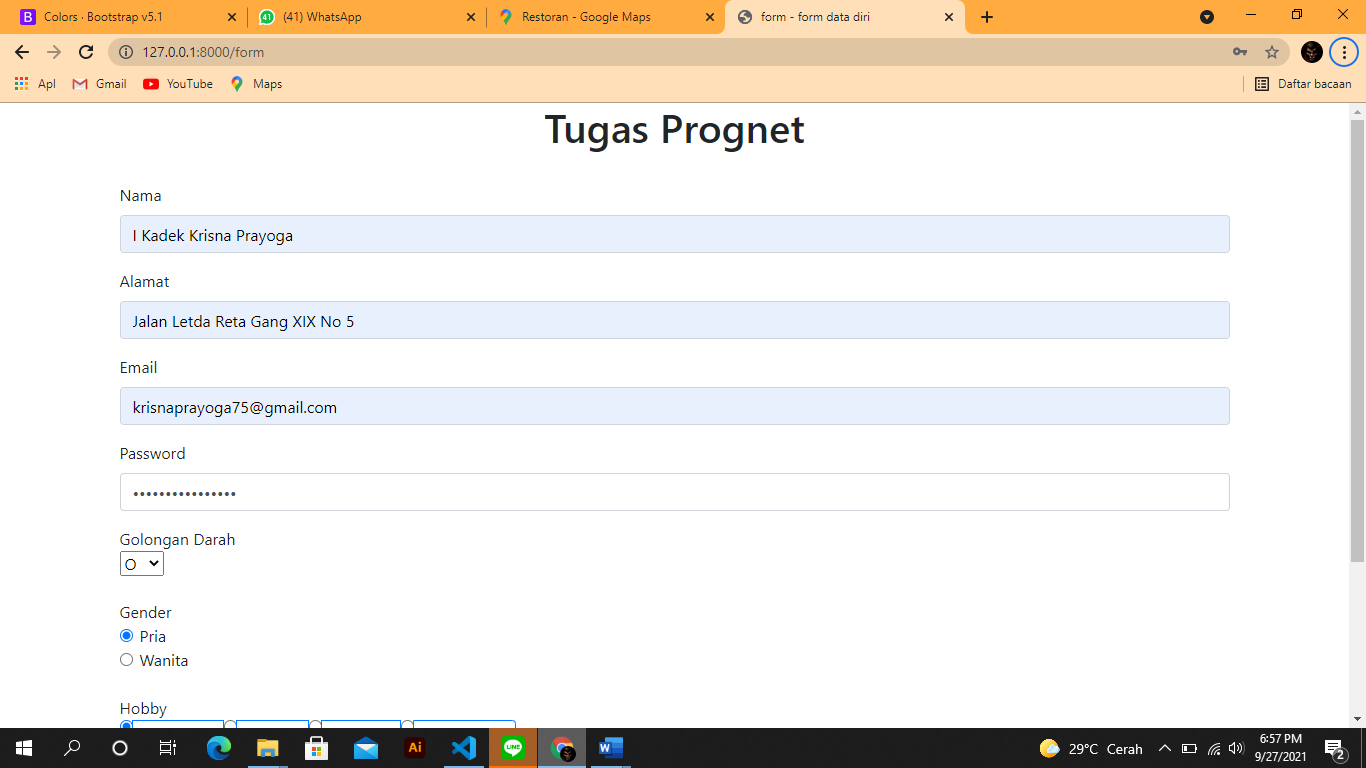 Colors · Bootstrap v5.1
(41) WhatsApp
Restoran - Google Maps
form - form data diri
127.0.0.1:8000/form
Apl
Gmail
YouTube
Maps
Daftar bacaan
Tugas Prognet
Nama
I Kadek Krisna Prayoga
Alamat
Jalan Letda Reta Gang XIX No 5
Email
krisnaprayoga75@gmail.com
Password
••••••••••••••••
Golongan Darah
O
Gender
Pria
Wanita
Hobby
29°C Cerah
6:57 PM
9/27/2021